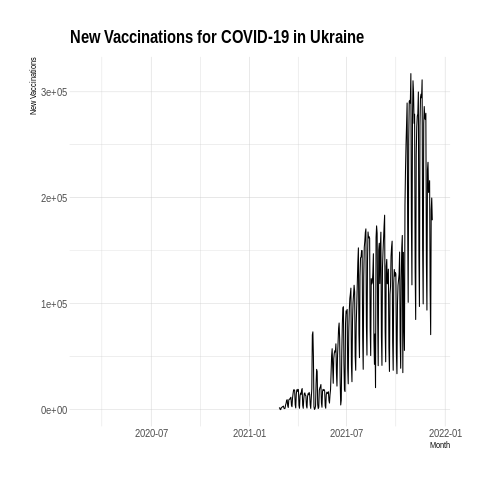 New Vaccinations for COVID-19 in Ukraine
New Vaccinations
3e+05
2e+05
1e+05
0e+00
2020-07 2021-01 2021-07 2022-01
Month